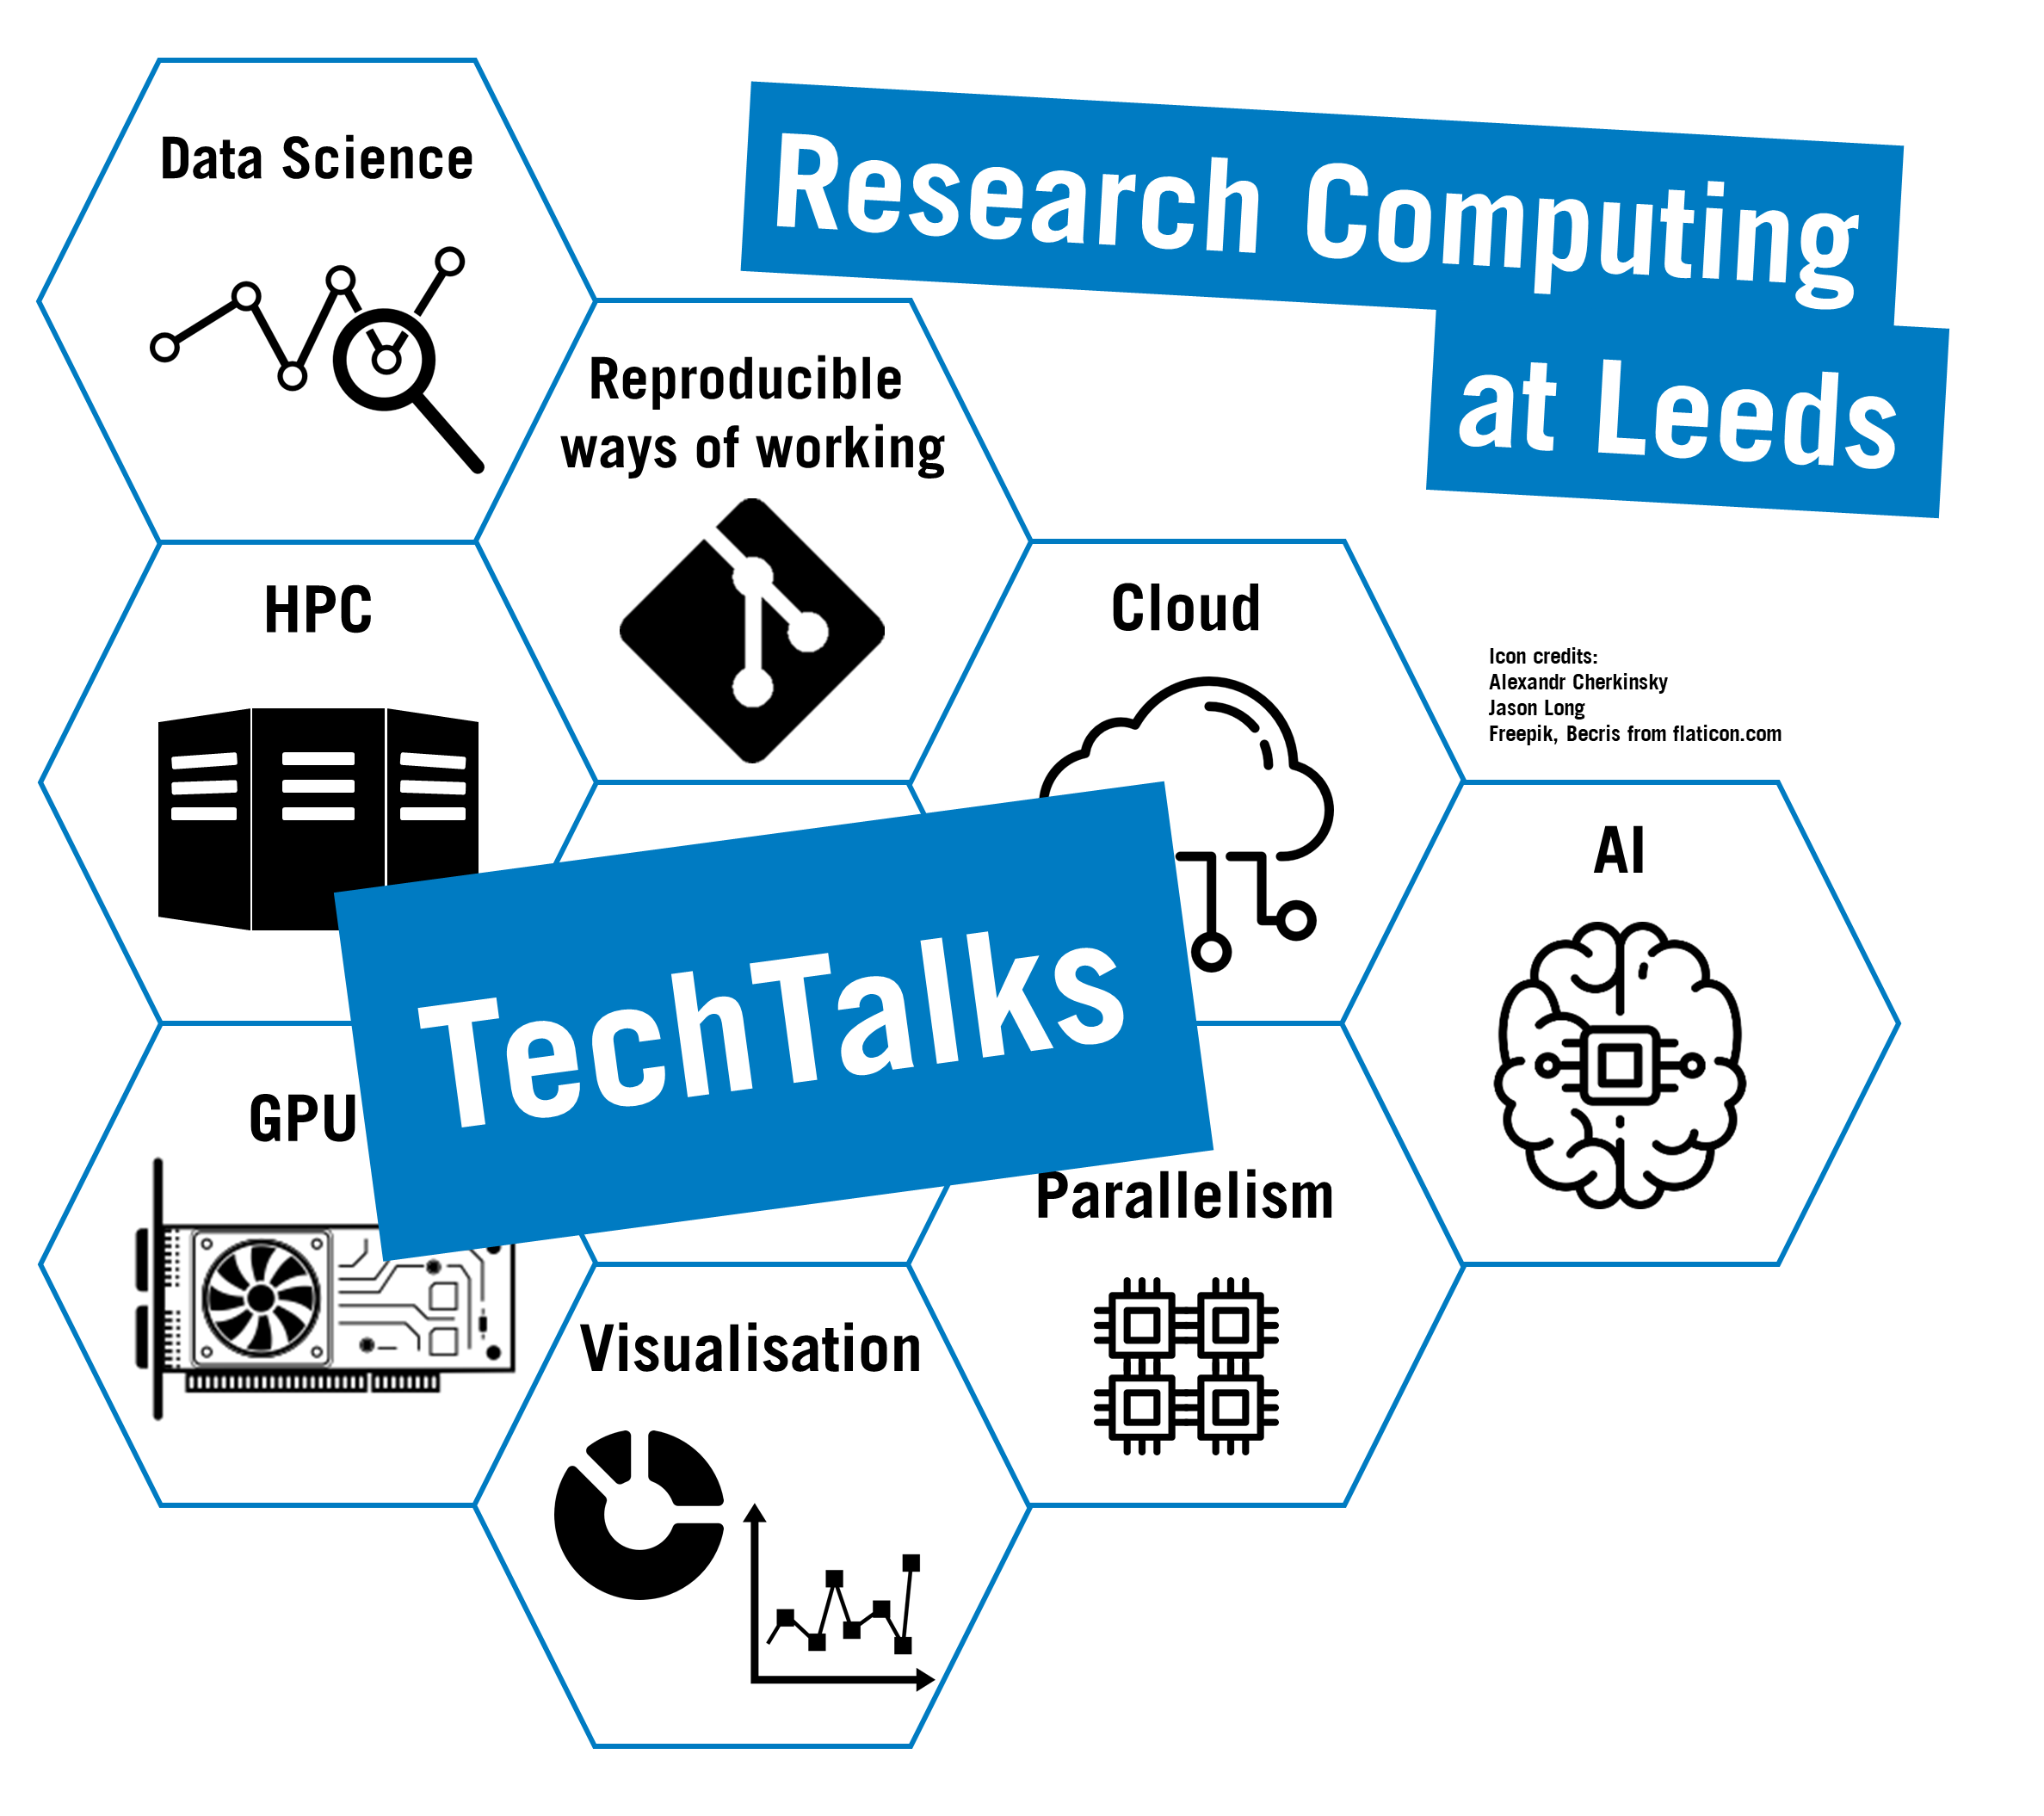 Research Computing
at Leeds
Data Science
Reproducible
ways of working
HPC
Cloud
Icon credits:
Alexandr Cherkinsky
Jason Long
Freepik, Becris from flaticon.com
AI
TechTalks
GPU
Parallelism
Visualisation